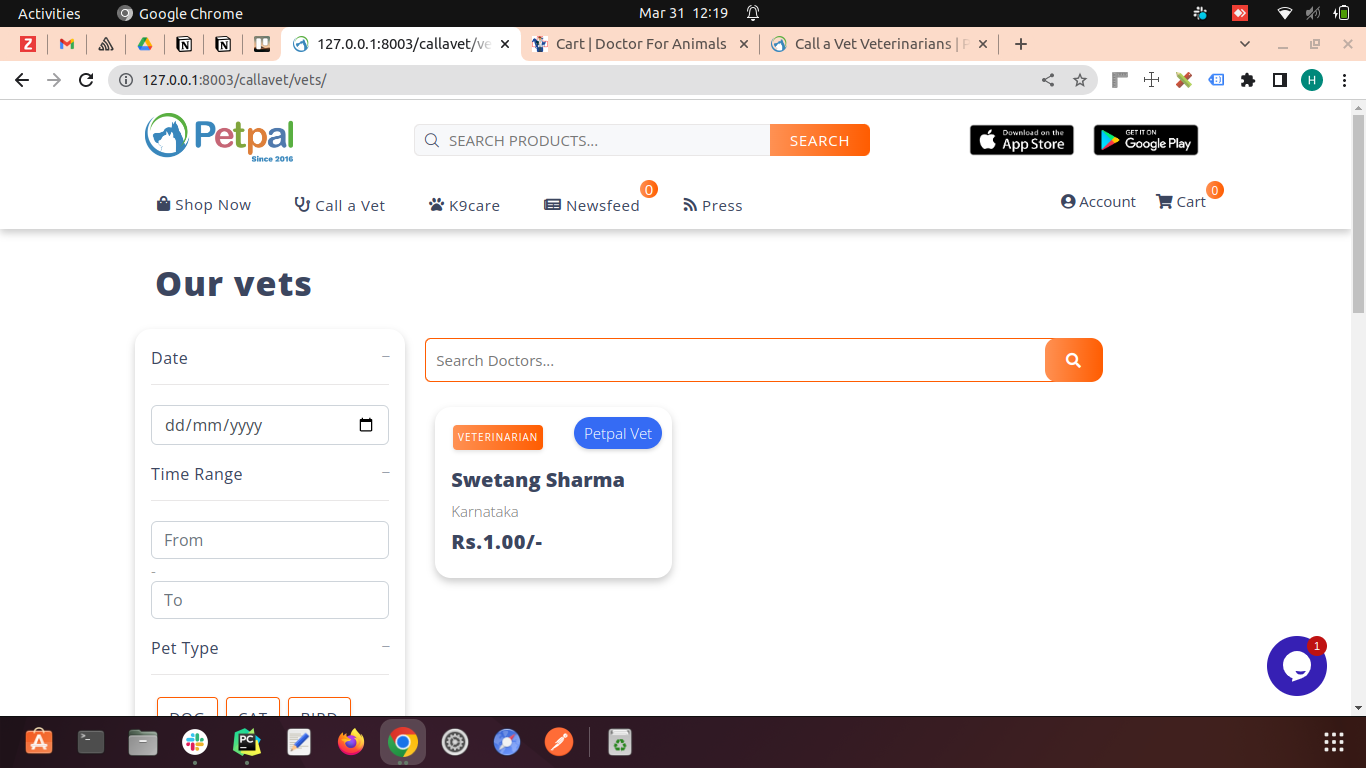 Activities
Google Chrome
Mar 31 12:19
127.0.0.1:8003/callavet/ve
Cart | Doctor For Animals
Call a Vet Veterinarians | P
127.0.0.1:8003/callavet/vets/
H
Petpal
Since 2016
SEARCH PRODUCTS...
SEARCH
Download on the
App Store
GET IT ON
Google Play
Shop Now
Call a Vet
K9care
Newsfeed
0
Press
Account
Cart
0
Our vets
Date
dd/mm/yyyy
Time Range
From
-
To
Pet Type
DOG
CAT
BIRD
Search Doctors...
VETERINARIAN
Petpal Vet
Swetang Sharma
Karnataka
Rs.1.00/-
1